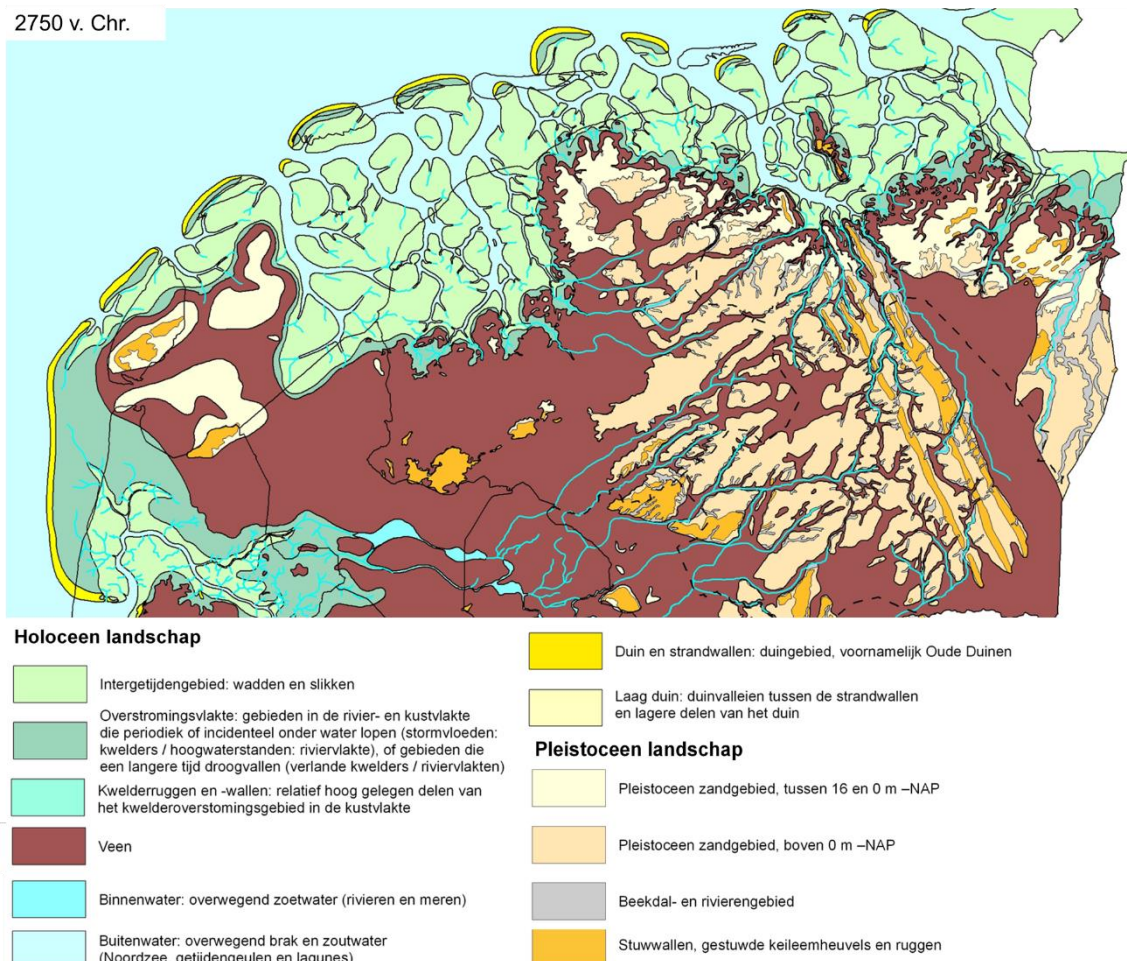 2750 v. Chr.
Holoceen landschap
Intergetijdengebied: wadden en slikken
Overstromingsvlakte: gebieden in de rivier- en kustvlakte
die periodiek of incidenteel onder water lopen (stormvloeden:
kwelders / hoogwaterstanden: riviervlakte), of gebieden die
een langere tijd droogvallen (verlande kwelders / riviervlakten)
Kwelderruggen en -wallen: relatief hoog gelegen delen van
het kwelderoverstomingsgebied in de kustvlakte
Veen
Binnenwater: overwegend zoetwater (rivieren en meren)
Buitenwater: overwegend brak en zoutwater
(Noordzee, getijdengeulen en lagunes)
Duin en strandwallen: duingebied, voornamelijk Oude Duinen
Laag duin: duinvalleien tussen de strandwallen
en lagere delen van het duin
Pleistoceen landschap
Pleistoceen zandgebied, tussen 16 en 0 m –NAP
Pleistoceen zandgebied, boven 0 m –NAP
Beekdal- en rivierengebied
Stuwwallen, gestuwde keileemheuvels en ruggen